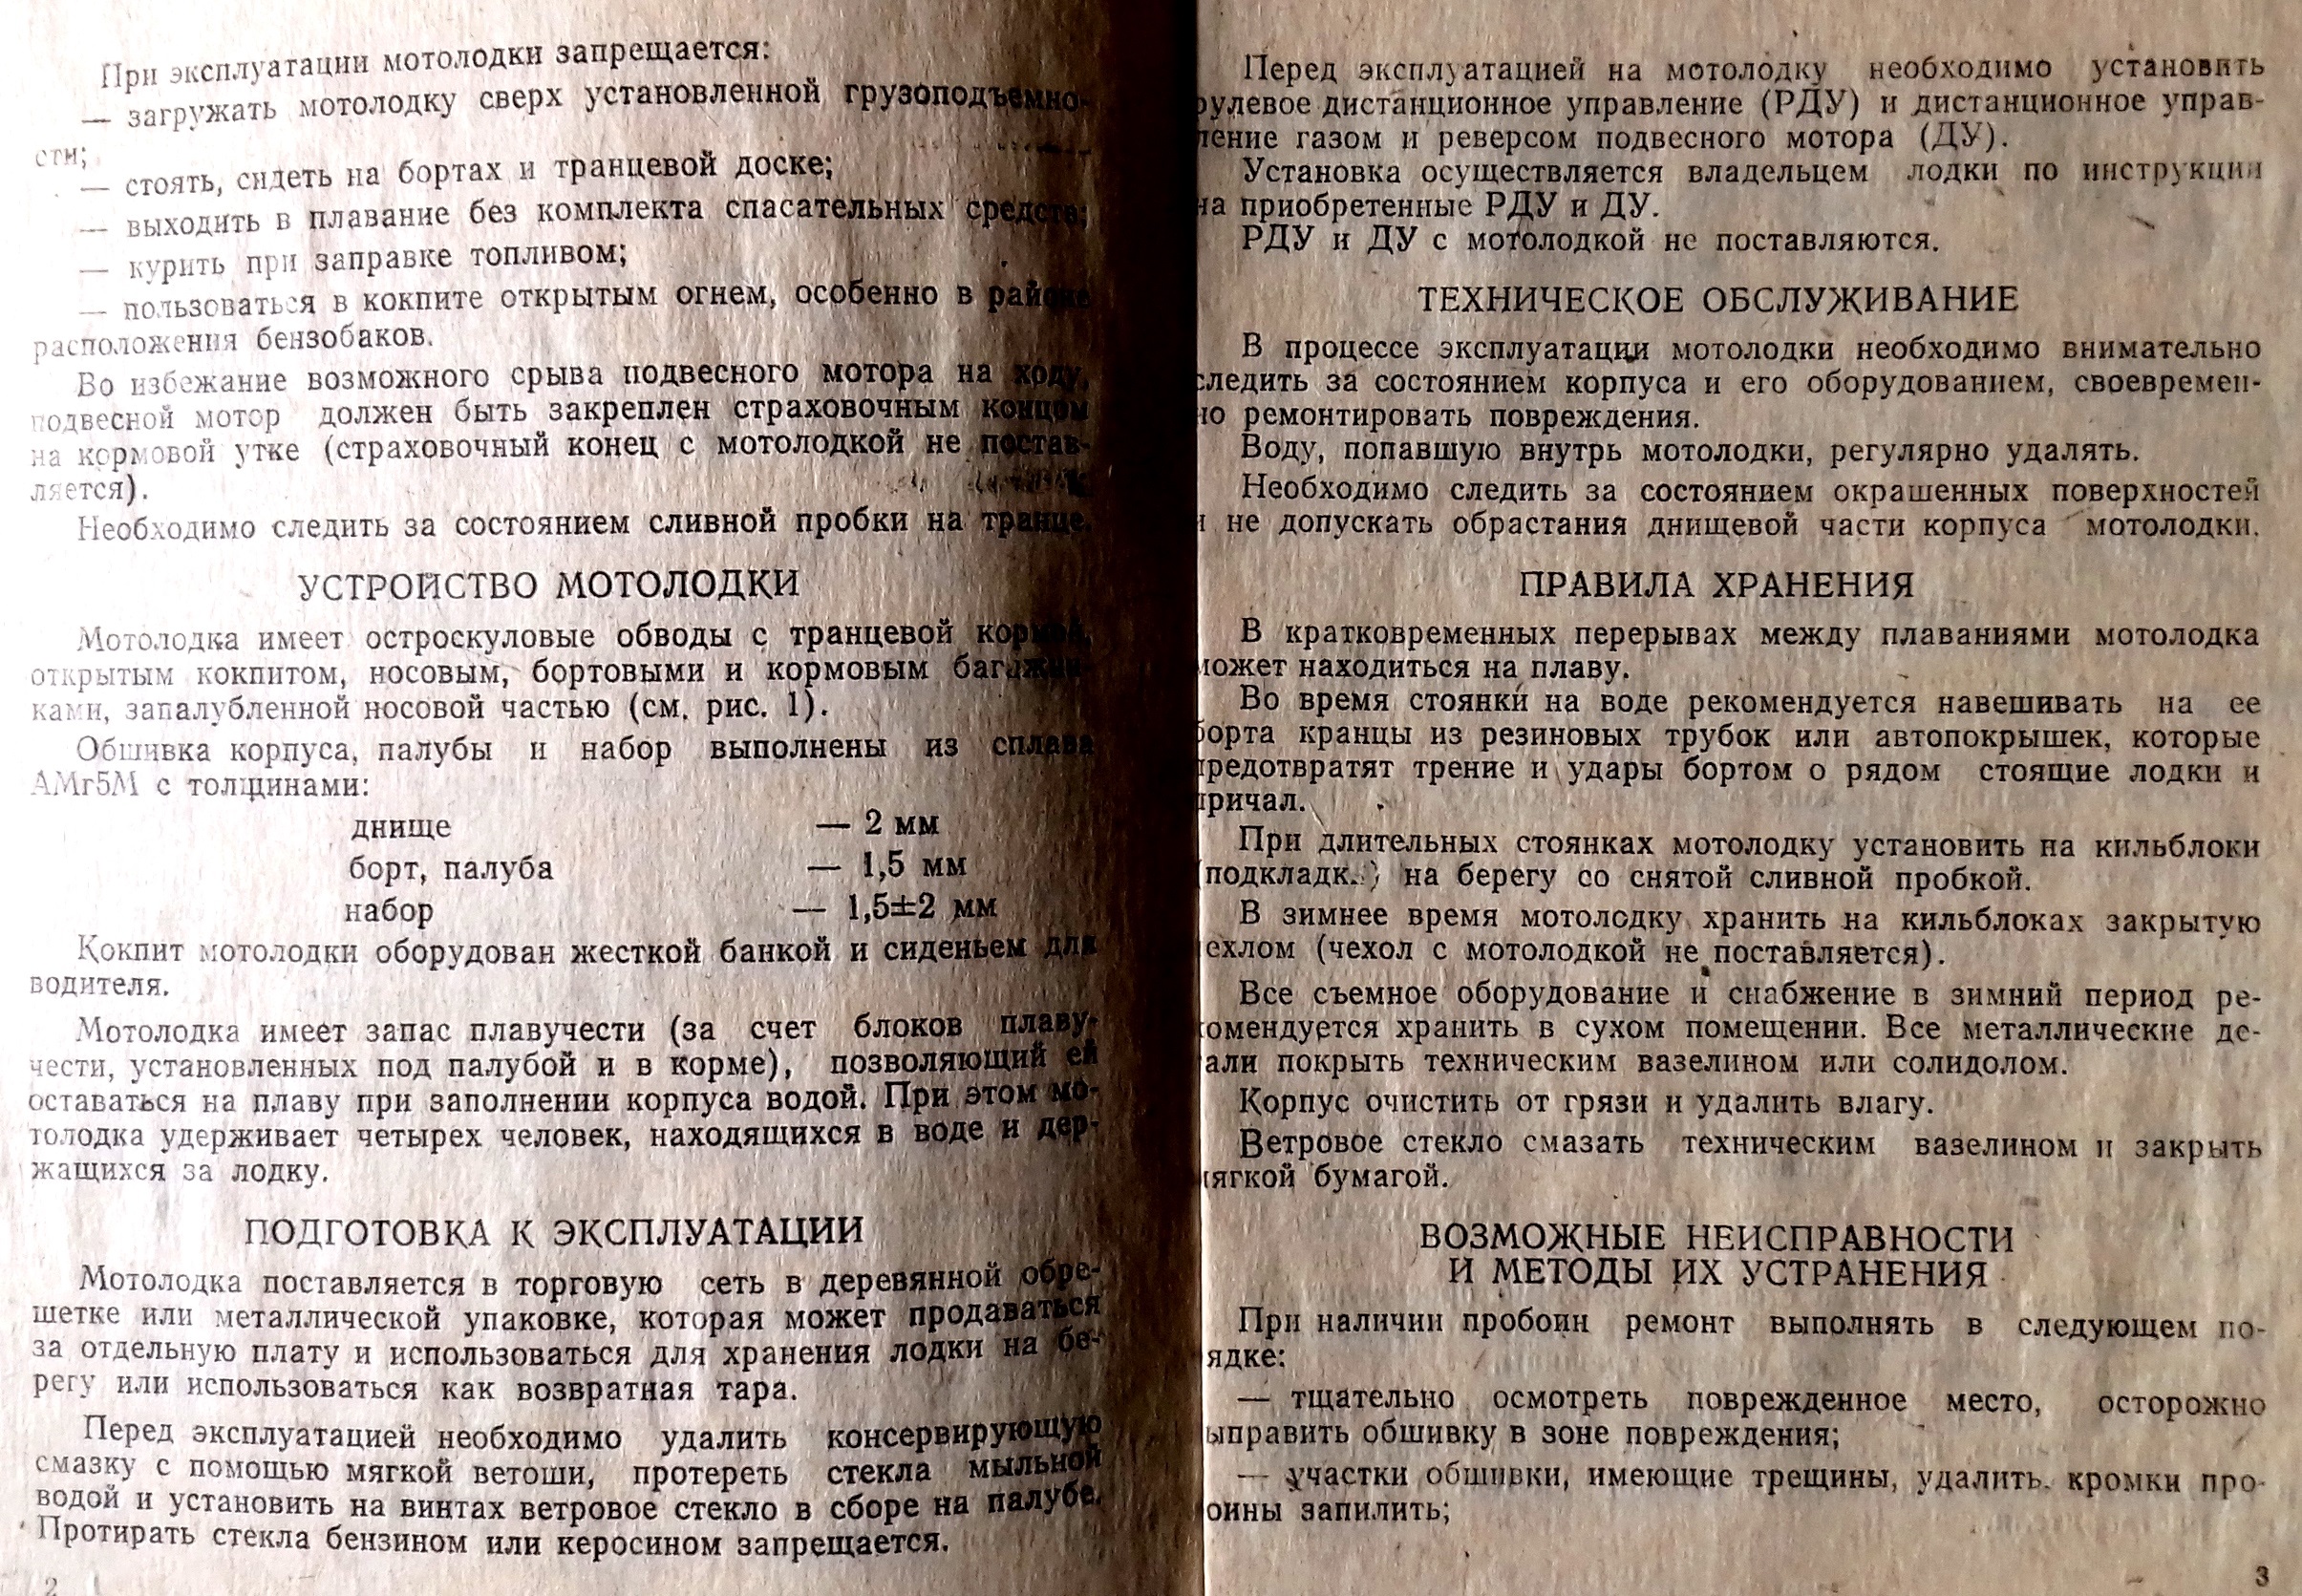 При эксплуатации мотолодки запрещается:
— загружать мотолодку сверх установленной грузоподъемно-
сти;
— стоять, сидеть на бортах и транцевой доске;
— выходить в плавание без комплекта спасательных средств;
— курить при заправке топливом;
— пользоваться в кокпите открытым огнем, особенно в районе
расположения бензобаков.
Во избежание возможного срыва подвесного мотора на ходу,
подвесной мотор должен быть закреплен страховочным концом
на кормовой утке (страховочный конец с мотолодкой не постав-
ляется).
Необходимо следить за состоянием сливной пробки на транце.
УСТРОЙСТВО МОТОЛОДКИ
Мотолодка имеет остроскуловые обводы с транцевой кормой,
открытым кокпитом, носовым, бортовыми и кормовым багажни-
ками, запалубленной носовой частью (см. рис. 1).
Обшивка корпуса, палубы и набор выполнены из сплава
АМг5М с толщинами:
днище — 2 мм
борт, палуба — 1,5 мм
набор — 1,5±2 мм
Кокпит мотолодки оборудован жесткой банкой и сиденьем для
водителя.
Мотолодка имеет запас плавучести (за счет блоков плаву-
чести, установленных под палубой и в корме), позволяющий ей
оставаться на плаву при заполнении корпуса водой. При этом мо-
толодка удерживает четырех человек, находящихся в воде и дер-
жащихся за лодку.
ПОДГОТОВКА К ЭКСПЛУАТАЦИИ
Мотолодка поставляется в торговую сеть в деревянной обре-
шетке или металлической упаковке, которая может продаваться
за отдельную плату и использоваться для хранения лодки на бе-
регу или использоваться как возвратная тара.
Перед эксплуатацией необходимо удалить консервирующую
смазку с помощью мягкой ветоши, протереть стекла мыльной
водой и установить на винтах ветровое стекло в сборе на палубе.
Протирать стекла бензином или керосином запрещается.
2
Перед эксплуатацией на мотолодку необходимо установить
рулевое дистанционное управление (РДУ) и дистанционное управ-
ление газом и реверсом подвесного мотора (ДУ).
Установка осуществляется владельцем лодки по инструкции
на приобретенные РДУ и ДУ.
РДУ и ДУ с мотолодкой не поставляются.
ТЕХНИЧЕСКОЕ ОБСЛУЖИВАНИЕ
В процессе эксплуатации мотолодки необходимо внимательно
следить за состоянием корпуса и его оборудованием, своевремен-
но ремонтировать повреждения.
Воду, попавшую внутрь мотолодки, регулярно удалять.
Необходимо следить за состоянием окрашенных поверхностей
и не допускать обрастания днищевой части корпуса мотолодки.
ПРАВИЛА ХРАНЕНИЯ
В кратковременных перерывах между плаваниями мотолодка
может находиться на плаву.
Во время стоянки на воде рекомендуется навешивать на ее
борта кранцы из резиновых трубок или автопокрышек, которые
предотвратят трение и удары бортом о рядом стоящие лодки и
причал.
При длительных стоянках мотолодку установить на кильблоки
(подкладк.) на берегу со снятой сливной пробкой.
В зимнее время мотолодку хранить на кильблоках закрытую
ехлом (чехол с мотолодкой не поставляется).
Все съемное оборудование и снабжение в зимний период ре-
комендуется хранить в сухом помещении. Все металлические де-
тали покрыть техническим вазелином или солидолом.
Корпус очистить от грязи и удалить влагу.
Ветровое стекло смазать техническим вазелином и закрыть
мягкой бумагой.
ВОЗМОЖНЫЕ НЕИСПРАВНОСТИ
И МЕТОДЫ ИХ УСТРАНЕНИЯ
При наличии пробоин ремонт выполнять в следующем по-
ядке:
— тщательно осмотреть поврежденное место, осторожно
ыправить обшивку в зоне повреждения;
— участки обшивки, имеющие трещины, удалить. кромки про-
оины запилить;
3